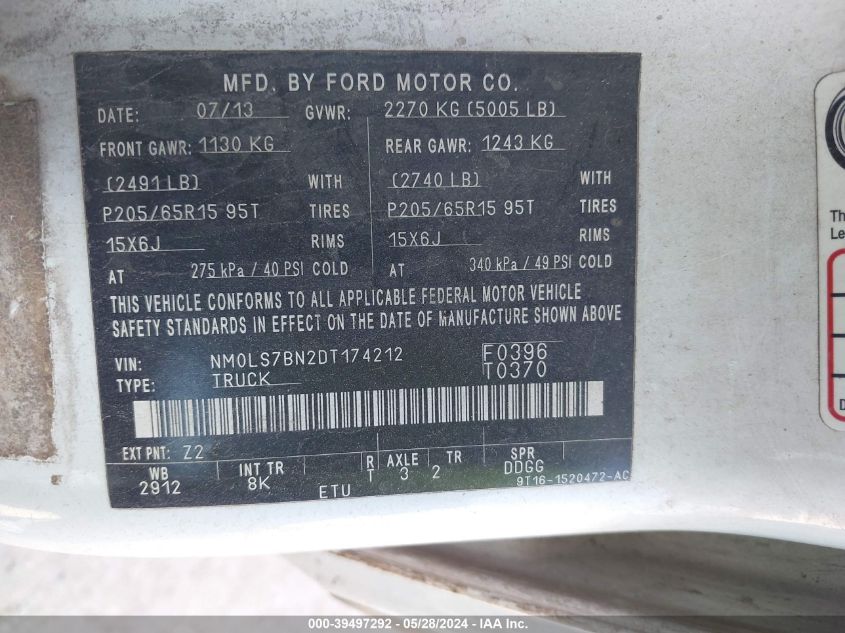 MFD. BY FORD MOTOR CO.
DATE: 07/13 GVWR: 2270 KG (5005 LB)
FRONT GAWR: 1130 KG REAR GAWR: 1243 KG
(2491 LB) WITH (2740 LB) WITH
P205/65R15 95T TIRES P205/65R15 95T TIRES
15X6J RIMS 15X6J RIMS
AT 275 kPa / 40 PSI COLD AT 340 kPa / 49 PSI COLD
THIS VEHICLE CONFORMS TO ALL APPLICABLE FEDERAL MOTOR VEHICLE
SAFETY STANDARDS IN EFFECT ON THE DATE OF MANUFACTURE SHOWN ABOVE
VIN: NM0LS7BN2DT174212 F0396
TYPE: TRUCK T0370
EXT PNT: Z2
WB INT TR R AXLE TR SPR
2912 8K T 3 2 DDGG
ETU 9T16-1520472-AC
Th
Le
D
000-39497292 - 05/28/2024 - IAAI.COM